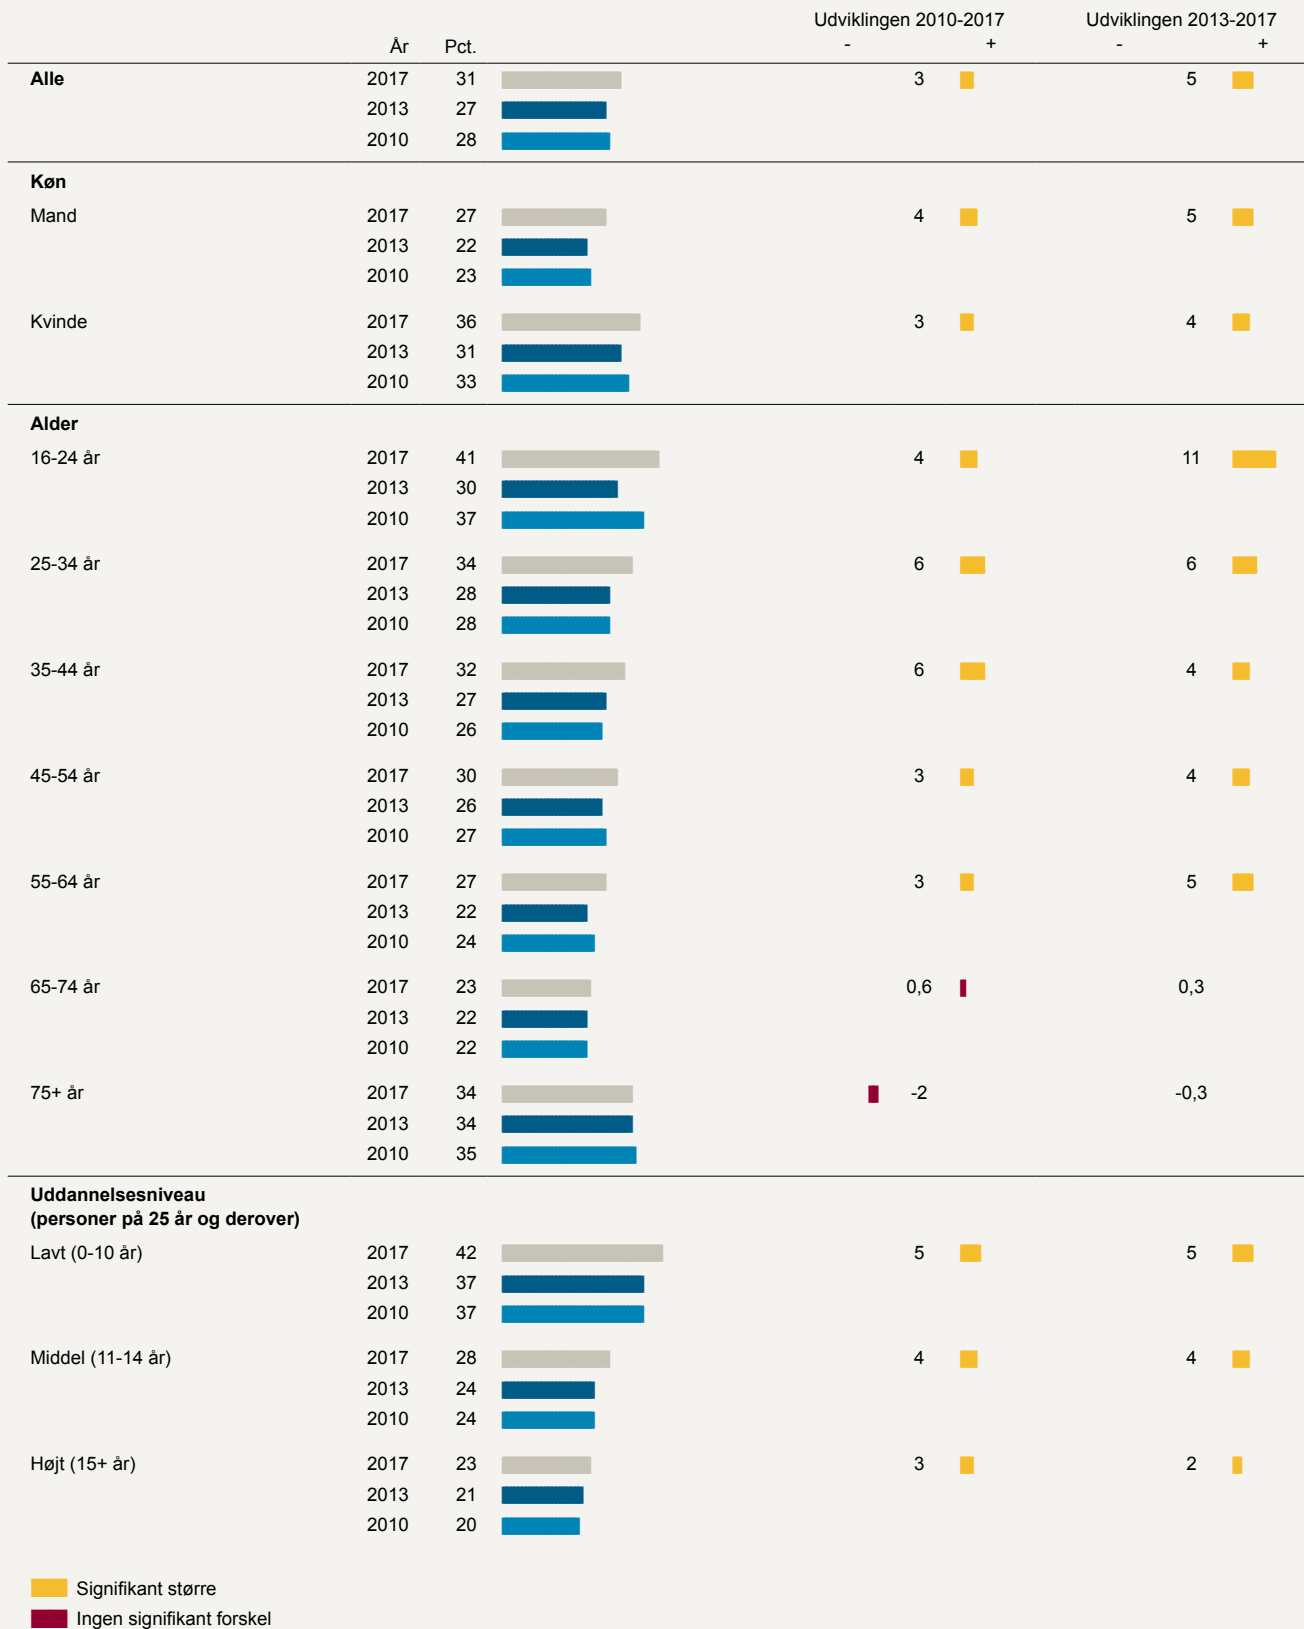 Udviklingen 2010-2017 Udviklingen 2013-2017
År Pct. - + - +
Alle 2017 31 3 5
2013 27
2010 28
Køn
Mand 2017 27 4 5
2013 22
2010 23
Kvinde 2017 36 3 4
2013 31
2010 33
Alder
16-24 år 2017 41 4 11
2013 30
2010 37
25-34 år 2017 34 6 6
2013 28
2010 28
35-44 år 2017 32 6 4
2013 27
2010 26
45-54 år 2017 30 3 4
2013 26
2010 27
55-64 år 2017 27 3 5
2013 22
2010 24
65-74 år 2017 23 0,6 0,3
2013 22
2010 22
75+ år 2017 34 -2 -0,3
2013 34
2010 35
Uddannelsesniveau
(personer på 25 år og derover)
Lavt (0-10 år) 2017 42 5 5
2013 37
2010 37
Middel (11-14 år) 2017 28 4 4
2013 24
2010 24
Højt (15+ år) 2017 23 3 2
2013 21
2010 20
Signifikant større
Ingen signifikant forskel